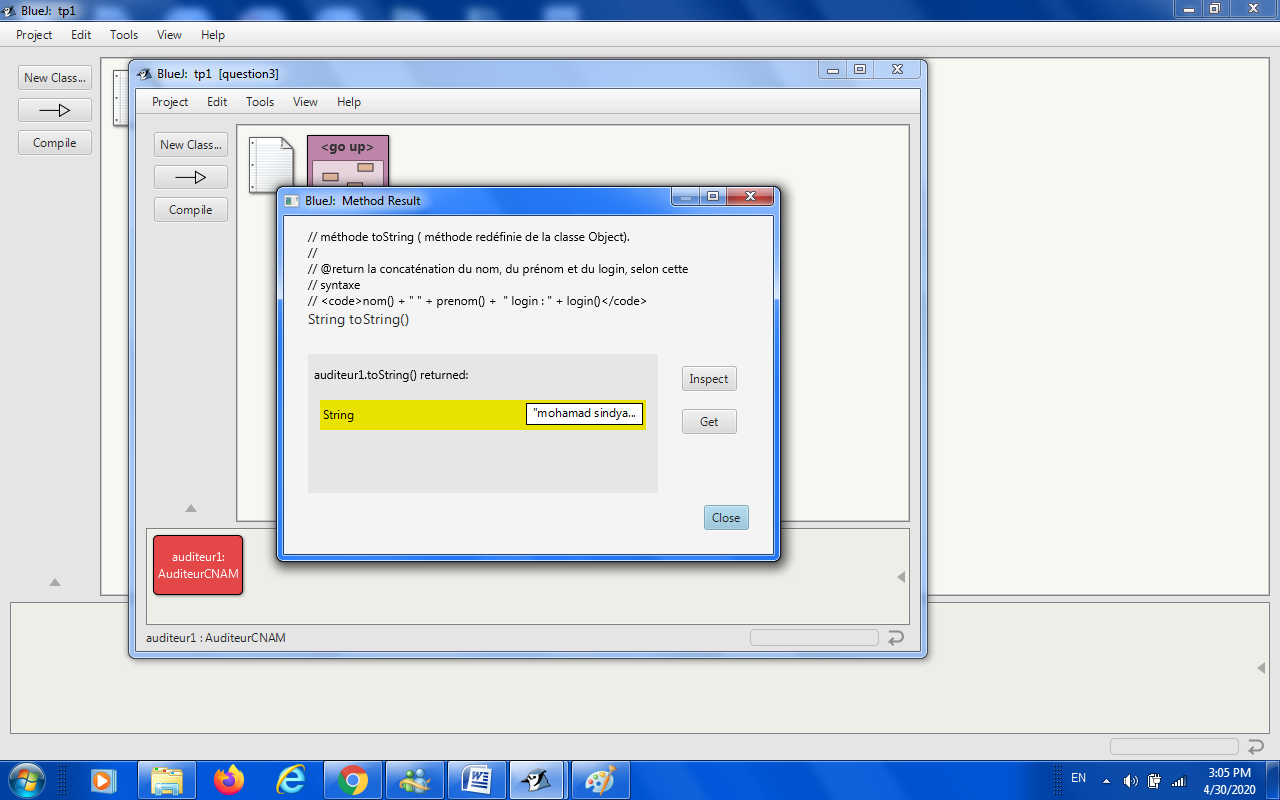 BlueJ: tp1
Project Edit Tools View Help
New Class...
Compile
BlueJ: tp1 [question3]
Project Edit Tools View Help
New Class...
Compile
<go up>
BlueJ: Method Result
// méthode toString ( méthode redéfinie de la classe Object).
//
// @return la concaténation du nom, du prénom et du login, selon cette
// syntaxe
// <code>nom() + " " + prenom() + " login : " + login()</code>
String toString()
auditeur1.toString() returned:
String "mohamad sindya...
Inspect
Get
Close
auditeur1:
AuditeurCNAM
auditeur1 : AuditeurCNAM
EN
3:05 PM
4/30/2020